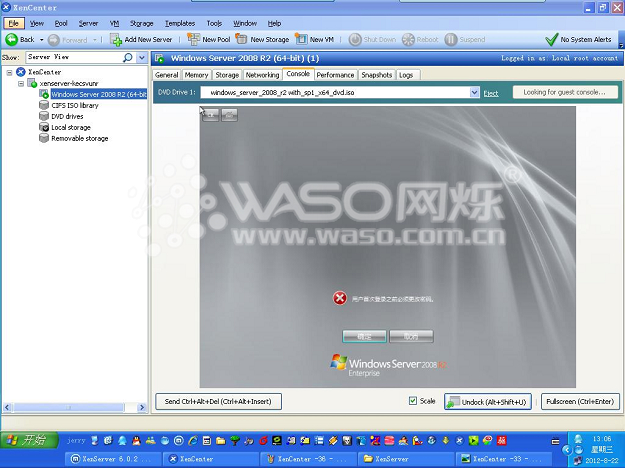 XenCenter
File View Pool Server VM Storage Templates Tools Window Help
Back Forward Add New Server New Pool New Storage New VM Shut Down Reboot Suspend No System Alerts
Show: Server View
Windows Server 2008 R2 (64-bit) (1) Logged in as: Local root account
XenCenter
xenserver-kecsvunr
Windows Server 2008 R2 (64-bit
CIFS ISO library
DVD drives
Local storage
Removable storage
General Memory Storage Networking Console Performance Snapshots Logs
DVD Drive 1: windows_server_2008_r2 with_sp1_x64_dvd.iso Eject Looking for guest console...
WASO网烁
www.waso.com.cn
用户首次登录之前必须更改密码。
确定 取消
Windows Server 2008 R2
Enterprise
Send Ctrl+Alt+Del (Ctrl+Alt+Insert) Scale Undock (Alt+Shift+U) Fullscreen (Ctrl+Enter)
开始 jerry
XenServer 6.0.2 ... XenCenter XenCenter -36 - ... XenServer XenCenter -33 - ...
13:06
星期三
2012-8-22